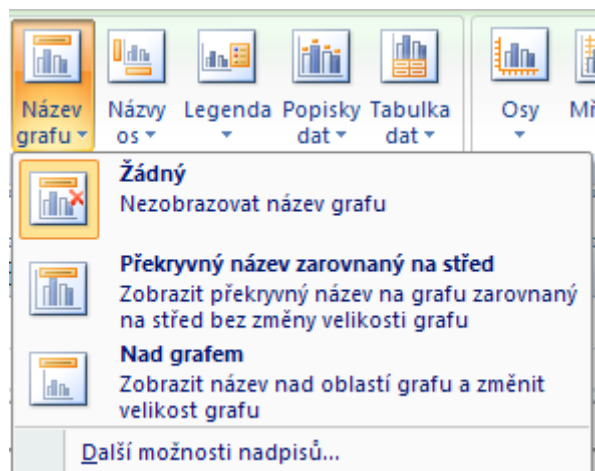 Název Názvy Legenda Popisky Tabulka Osy
grafu os dat dat
Žádný
Nezobrazovat název grafu
Překryvný název zarovnaný na střed
Zobrazit překryvný název na grafu zarovnaný
na střed bez změny velikosti grafu
Nad grafem
Zobrazit název nad oblastí grafu a změnit
velikost grafu
Další možnosti nadpisů...